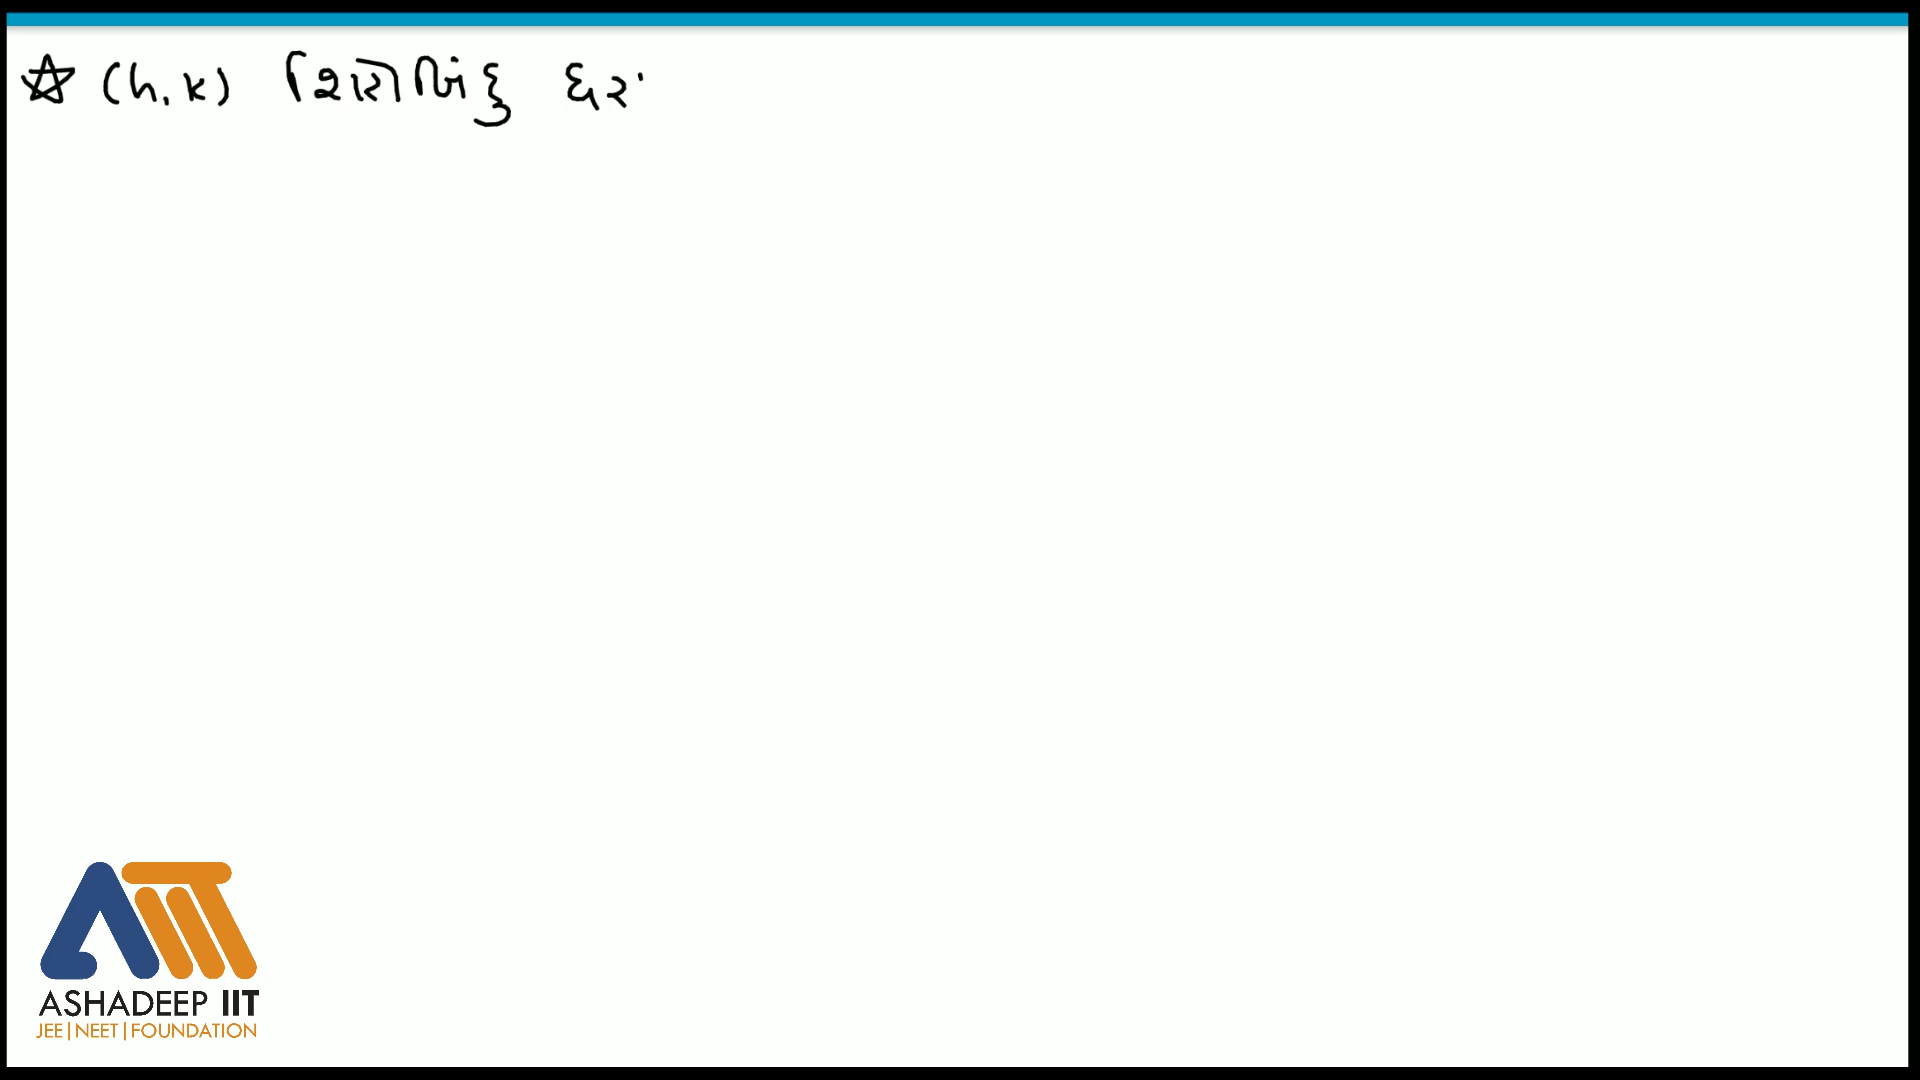 ☆ (h, k) શિરોબિંદુ ધર
ASHADEEP IIT
JEE|NEET|FOUNDATION